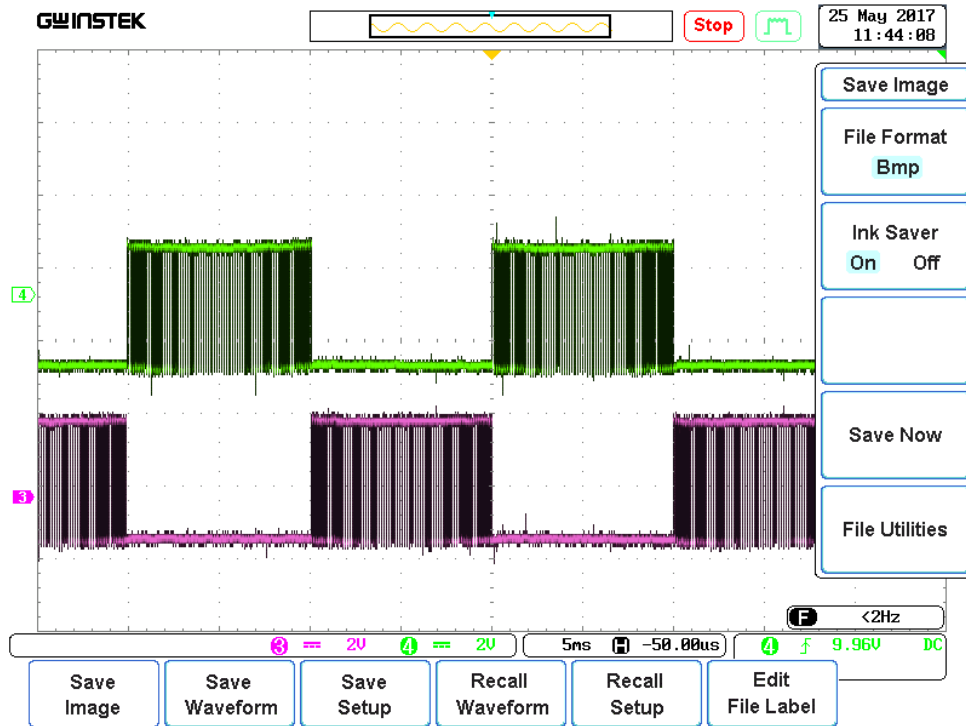 GWINSTEK
Stop
25 May 2017
11:44:08
Save Image
File Format
Bmp
Ink Saver
On Off
4
Save Now
3
File Utilities
F <2Hz
3 2V 4 2V
5ms H -50.00us
4 9.96V DC
Save
Image
Save
Waveform
Save
Setup
Recall
Waveform
Recall
Setup
Edit
File Label